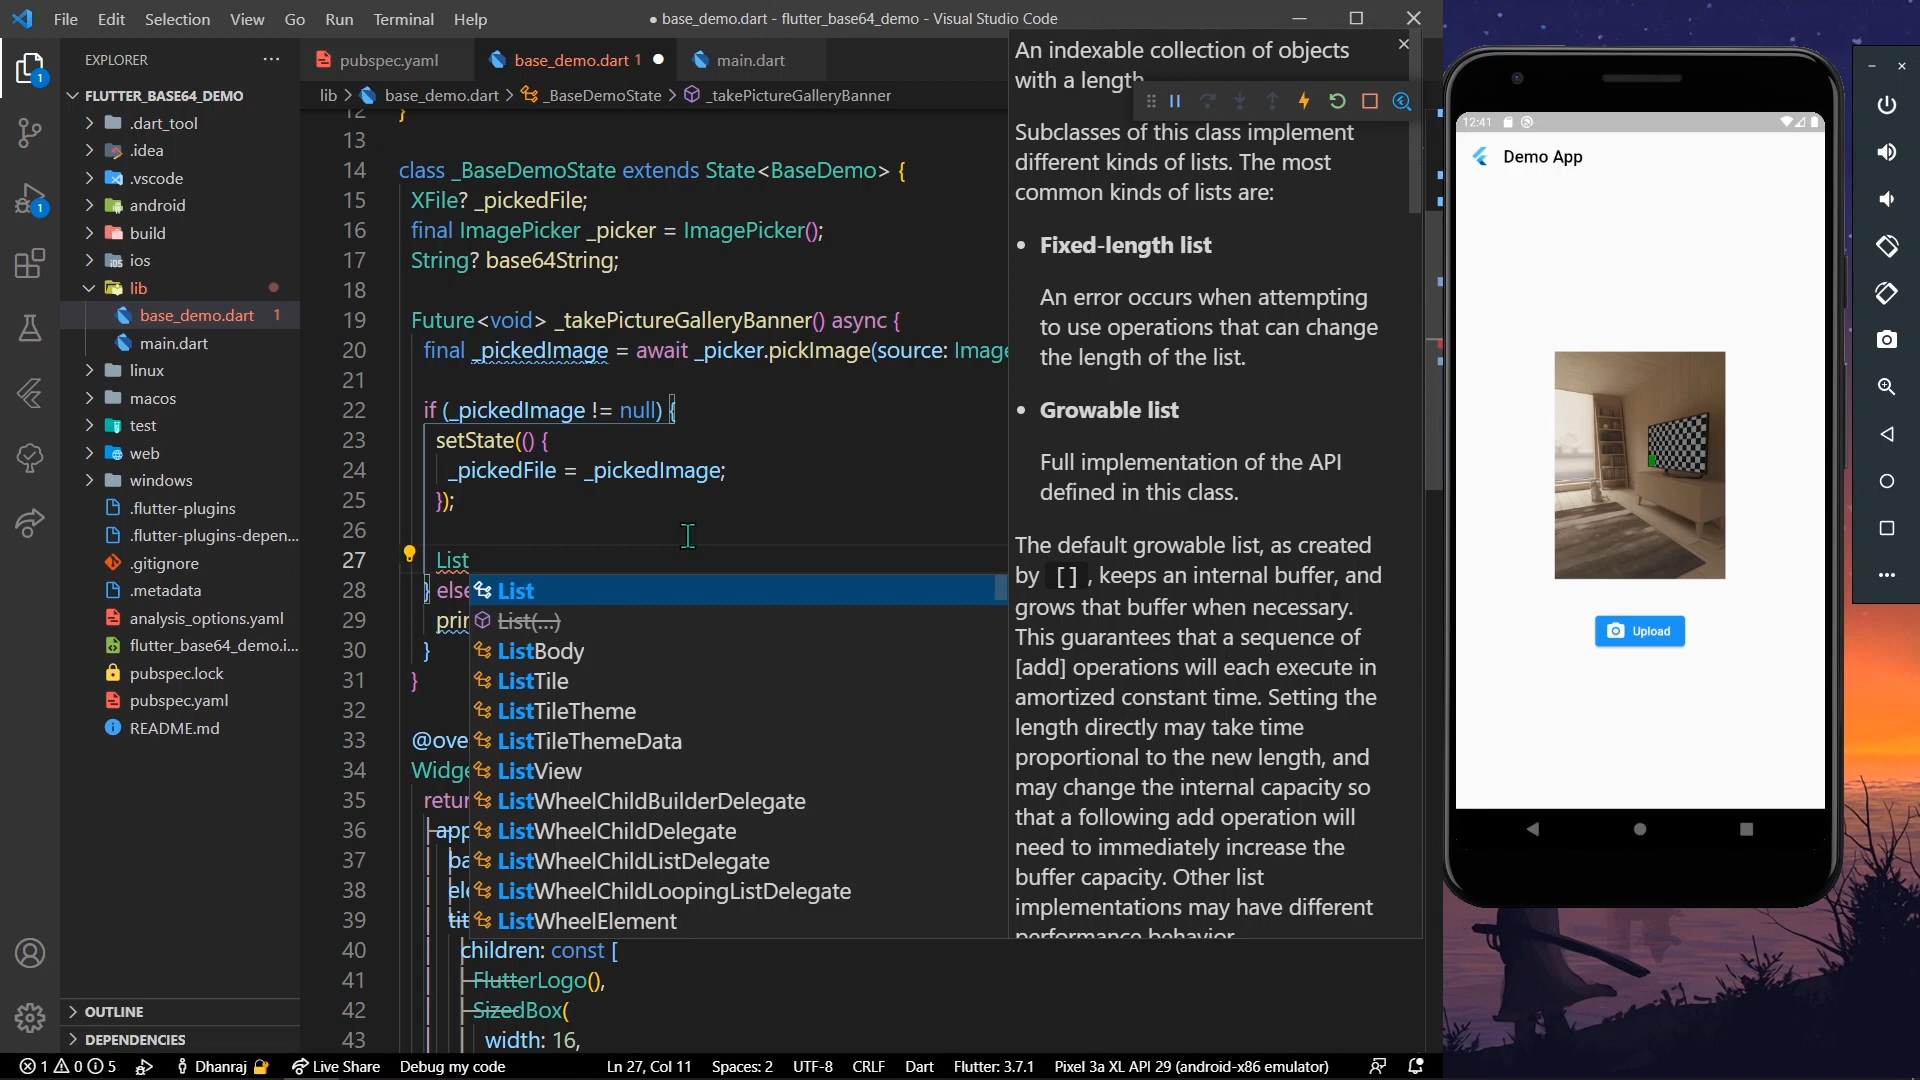 File Edit Selection View Go Run Terminal Help
● base_demo.dart - flutter_base64_demo - Visual Studio Code
EXPLORER
FLUTTER_BASE64_DEMO
.dart_tool
.idea
.vscode
android
build
ios
lib
base_demo.dart 1
main.dart
linux
macos
test
web
windows
.flutter-plugins
.flutter-plugins-depen...
.gitignore
.metadata
analysis_options.yaml
flutter_base64_demo.i...
pubspec.lock
pubspec.yaml
README.md
OUTLINE
DEPENDENCIES
1
1
pubspec.yaml base_demo.dart 1 ● main.dart
lib > base_demo.dart > _BaseDemoState > _takePictureGalleryBanner
12 }
13
14 class _BaseDemoState extends State<BaseDemo> {
15 XFile? _pickedFile;
16 final ImagePicker _picker = ImagePicker();
17 String? base64String;
18
19 Future<void> _takePictureGalleryBanner() async {
20 final _pickedImage = await _picker.pickImage(source: Image
21
22 if (_pickedImage != null) {
23 setState(() {
24 _pickedFile = _pickedImage;
25 });
26
27 List
28 } else
29 prin
30 }
31 }
32
33 @ove
34 Widge
35 retur
36 app
37 ba
38 ele
39 tit
40 children: const [
41 FlutterLogo(),
42 SizedBox(
43 width: 16,
List
List(...)
ListBody
ListTile
ListTileTheme
ListTileThemeData
ListView
ListWheelChildBuilderDelegate
ListWheelChildDelegate
ListWheelChildListDelegate
ListWheelChildLoopingListDelegate
ListWheelElement
An indexable collection of objects
with a length.
Subclasses of this class implement
different kinds of lists. The most
common kinds of lists are:
• Fixed-length list
An error occurs when attempting
to use operations that can change
the length of the list.
• Growable list
Full implementation of the API
defined in this class.
The default growable list, as created
by [] , keeps an internal buffer, and
grows that buffer when necessary.
This guarantees that a sequence of
[add] operations will each execute in
amortized constant time. Setting the
length directly may take time
proportional to the new length, and
may change the internal capacity so
that a following add operation will
need to immediately increase the
buffer capacity. Other list
implementations may have different
performance behavior.
12:41
Demo App
Upload
1 0 5 Dhanraj Live Share Debug my code Ln 27, Col 11 Spaces: 2 UTF-8 CRLF Dart Flutter: 3.7.1 Pixel 3a XL API 29 (android-x86 emulator)